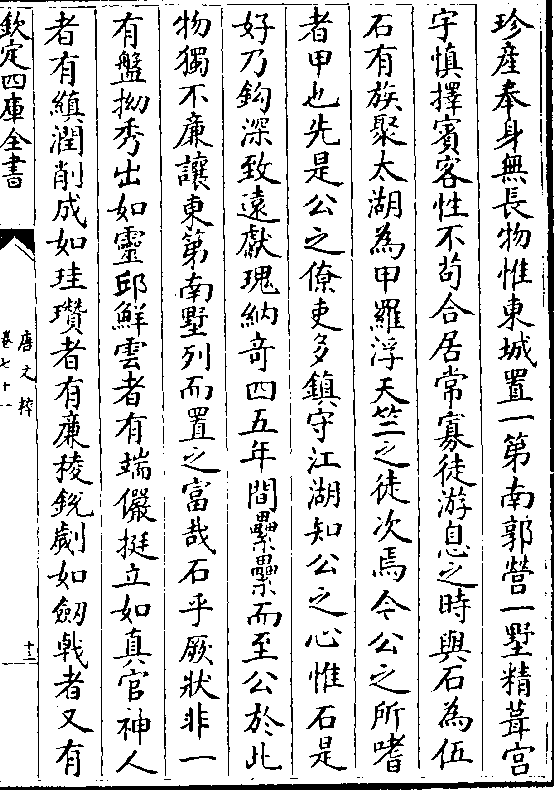 珍産奉身無長物惟東城置一第南郭營一墅精葺宫
宇慎擇賓客性不苟合居常寡徒游息之時與石為伍
石有族聚太湖為甲羅浮天竺之徒次焉今公之所嗜
者甲也先是公之僚吏多鎮守江湖知公之心惟石是
好乃鈎深致遠獻瑰納竒四五年間纍纍而至公於此
物獨不廉讓東第南墅列而置之富哉石乎厥狀非一
有盤拗秀出如靈邱鮮雲者有端儼挺立如真官神人
者有縝潤削成如珪瓚者有廉稜銳劌如劒㦸者又有
欽定四庫全書
唐文粹
卷七十一
十三